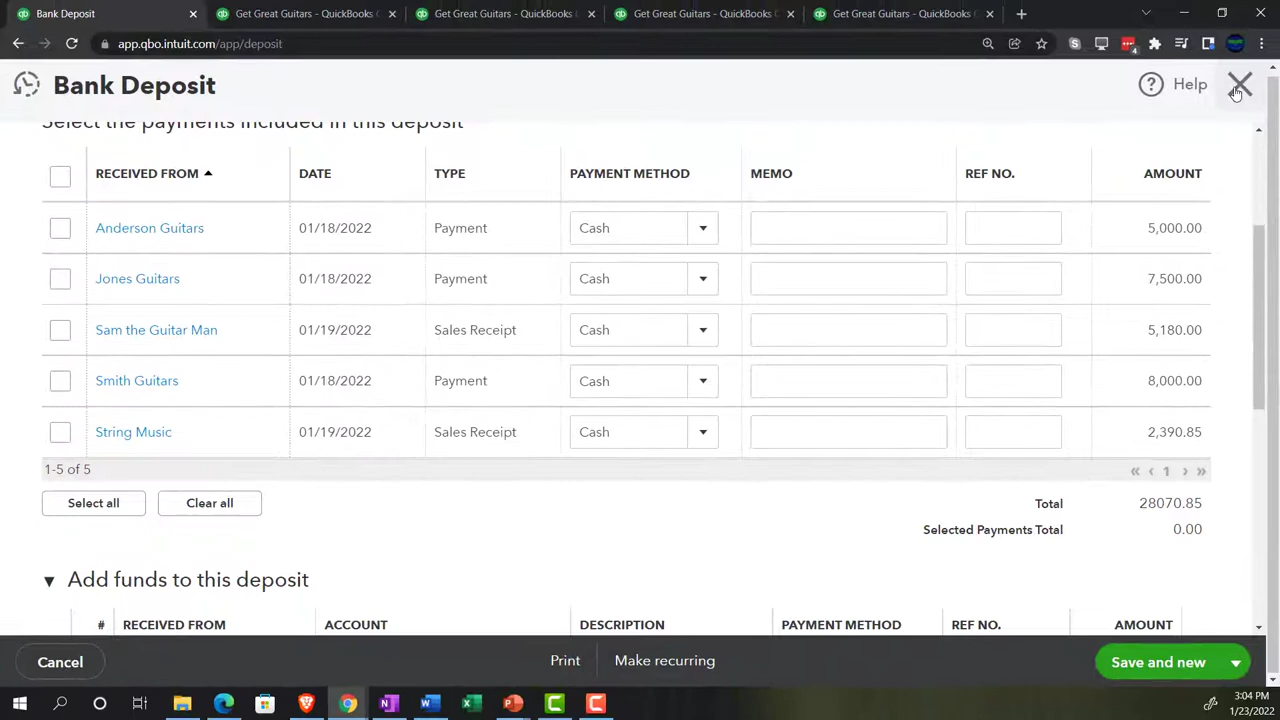 Bank Deposit
Get Great Guitars - QuickBooks C
Get Great Guitars - QuickBooks C
Get Great Guitars - QuickBooks C
Get Great Guitars - QuickBooks C
app.qbo.intuit.com/app/deposit
4
Bank Deposit
Help
Select the payments included in this deposit
RECEIVED FROM DATE TYPE PAYMENT METHOD MEMO REF NO. AMOUNT
Anderson Guitars 01/18/2022 Payment Cash 5,000.00
Jones Guitars 01/18/2022 Payment Cash 7,500.00
Sam the Guitar Man 01/19/2022 Sales Receipt Cash 5,180.00
Smith Guitars 01/18/2022 Payment Cash 8,000.00
String Music 01/19/2022 Sales Receipt Cash 2,390.85
1-5 of 5 « ‹ 1 › »
Select all Clear all Total 28070.85
Selected Payments Total 0.00
▼ Add funds to this deposit
# RECEIVED FROM ACCOUNT DESCRIPTION PAYMENT METHOD REF NO. AMOUNT
Cancel Print Make recurring Save and new
3:04 PM
1/23/2022